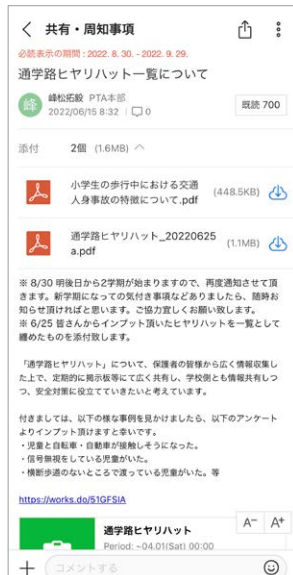 共有・周知事項
必読表示の期間 : 2022. 8. 30. - 2022. 9. 29.
通学路ヒヤリハット一覧について
峰
峰松拓毅 PTA本部
2022/06/15 8:32 | 0
既読 700
添付 2個 (1.6MB)
小学生の歩行中における交通
人身事故の特徴について.pdf
(448.5KB)
通学路ヒヤリハット_20220625
a.pdf
(1.1MB)
※ 8/30 明後日から2学期が始まりますので、再度通知させて頂
きます。新学期になっての気付き事項などありましたら、随時お
知らせ頂ければと思います。ご協力宜しくお願い致します。
※ 6/25 皆さんからインプット頂いたヒヤリハットを一覧として
纏めたものを添付致します。
「通学路ヒヤリハット」について、保護者の皆様から広く情報収集し
た上で、定期的に掲示板等にて広く共有し、学校側とも情報共有しつ
つ、安全対策に役立てていきたいと考えています。
付きましては、以下の様な事例を見かけましたら、以下のアンケート
よりインプット頂けますと幸いです。
・児童と自転車・自動車が接触しそうになった。
・信号無視をしている児童がいた。
・横断歩道のないところで渡っている児童がいた。等
https://works.do/51GFSIA
通学路ヒヤリハット
Period: ~04.01(Sat) 00:00
A− A+
コメントする